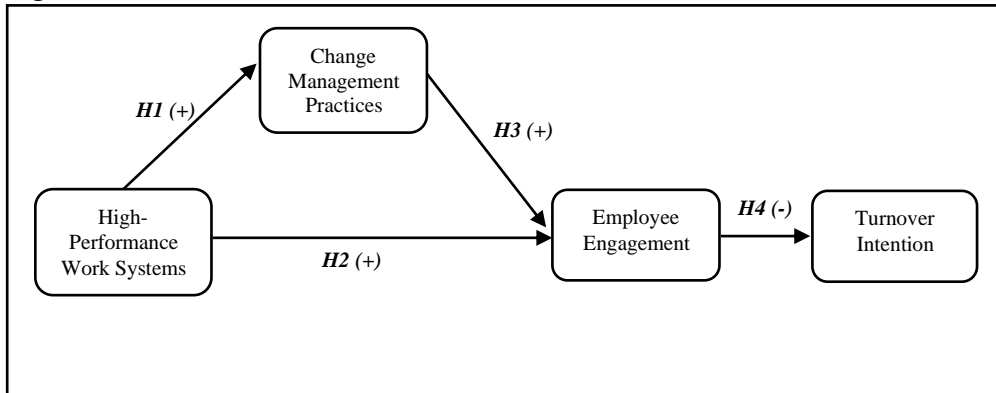 Change
Management
Practices
H1 (+)
H3 (+)
High-
Performance
Work Systems
H2 (+)
Employee
Engagement
H4 (-)
Turnover
Intention